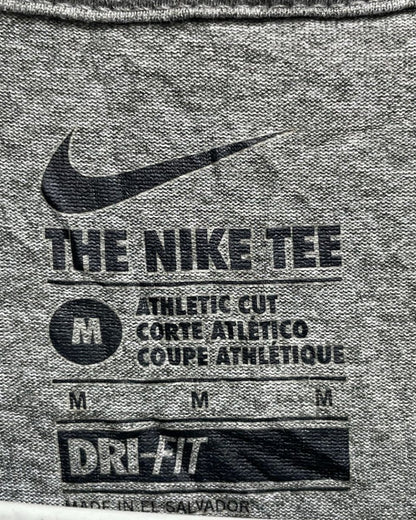 THE NIKE TEE
M
ATHLETIC CUT
CORTE ATLÉTICO
COUPE ATHLÉTIQUE
M M M
DRI-FIT
MADE IN EL SALVADOR